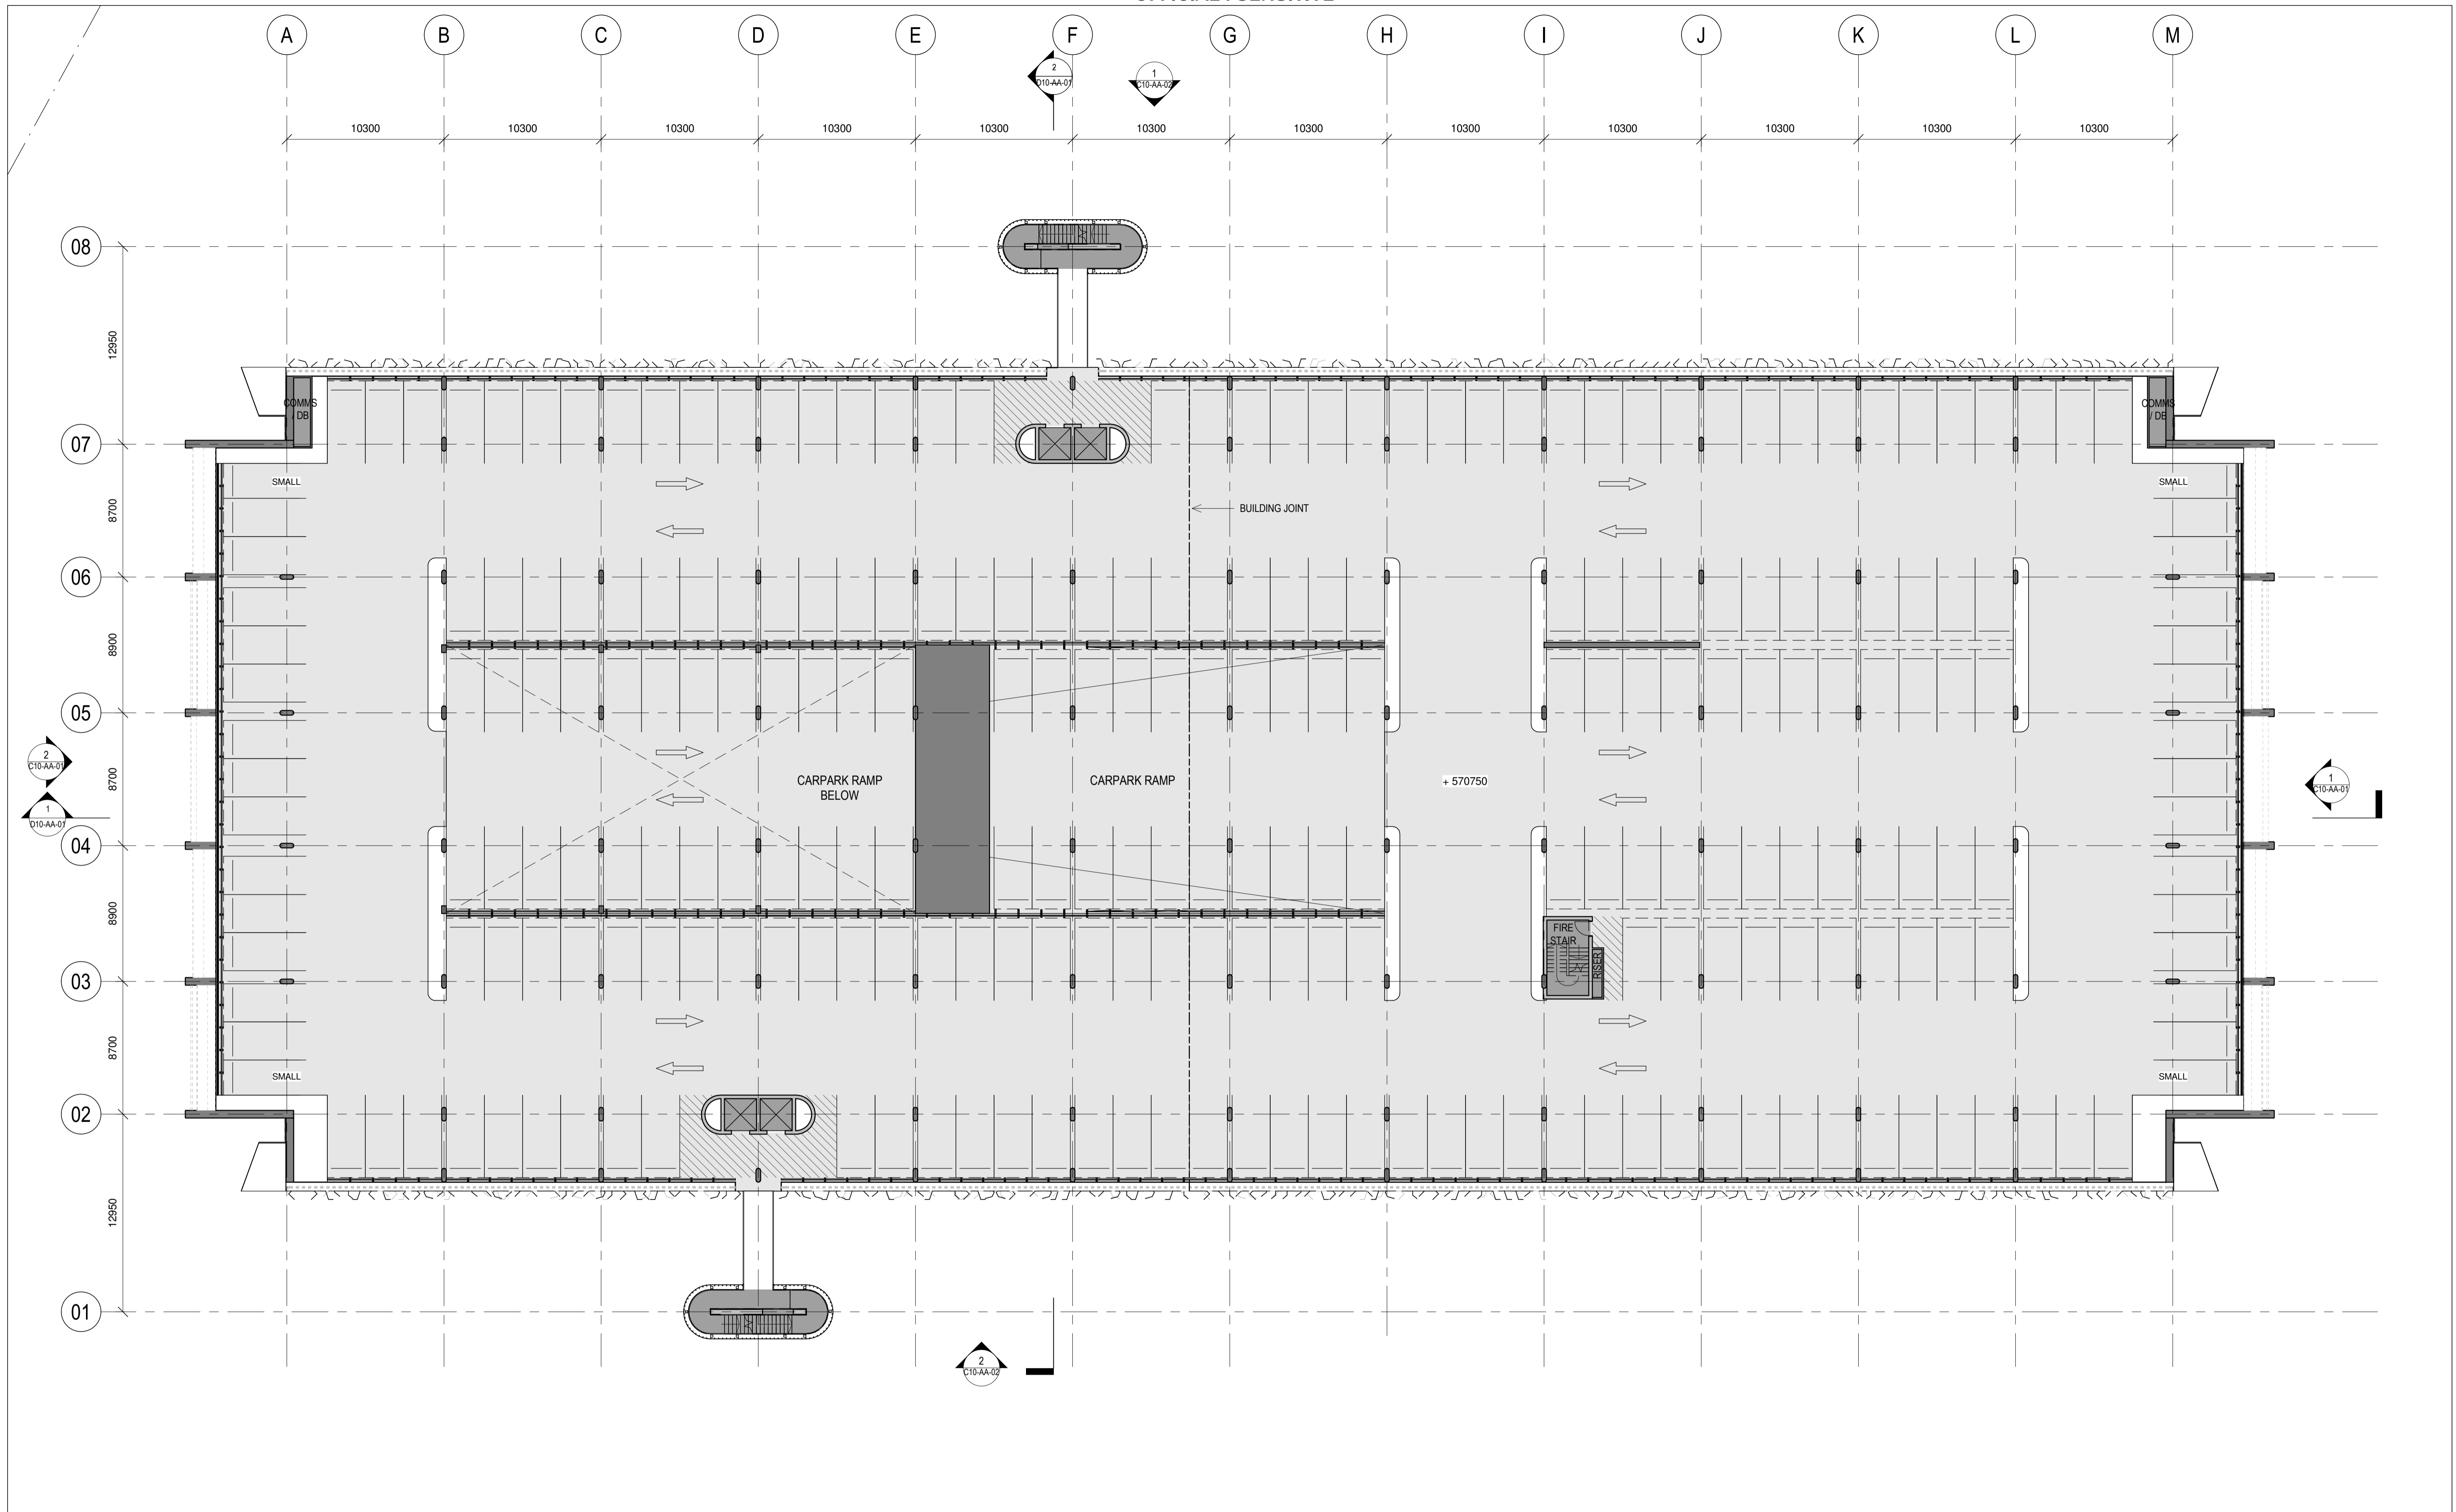 A B C D E F G H I J K L M
2
D10-AA-01
1
C10-AA-02
10300 10300 10300 10300 10300 10300 10300 10300 10300 10300 10300 10300
08
12950
COMMS
/ DB
COMMS
/ DB
07
SMALL
SMALL
8700
BUILDING JOINT
06
8900
05
2
C10-AA-01
8700
CARPARK RAMP
BELOW
CARPARK RAMP
+ 570750
1
C10-AA-01
1
D10-AA-01
04
8900
FIRE
STAIR
RISER
03
8700
SMALL
SMALL
02
12950
01
2
C10-AA-02